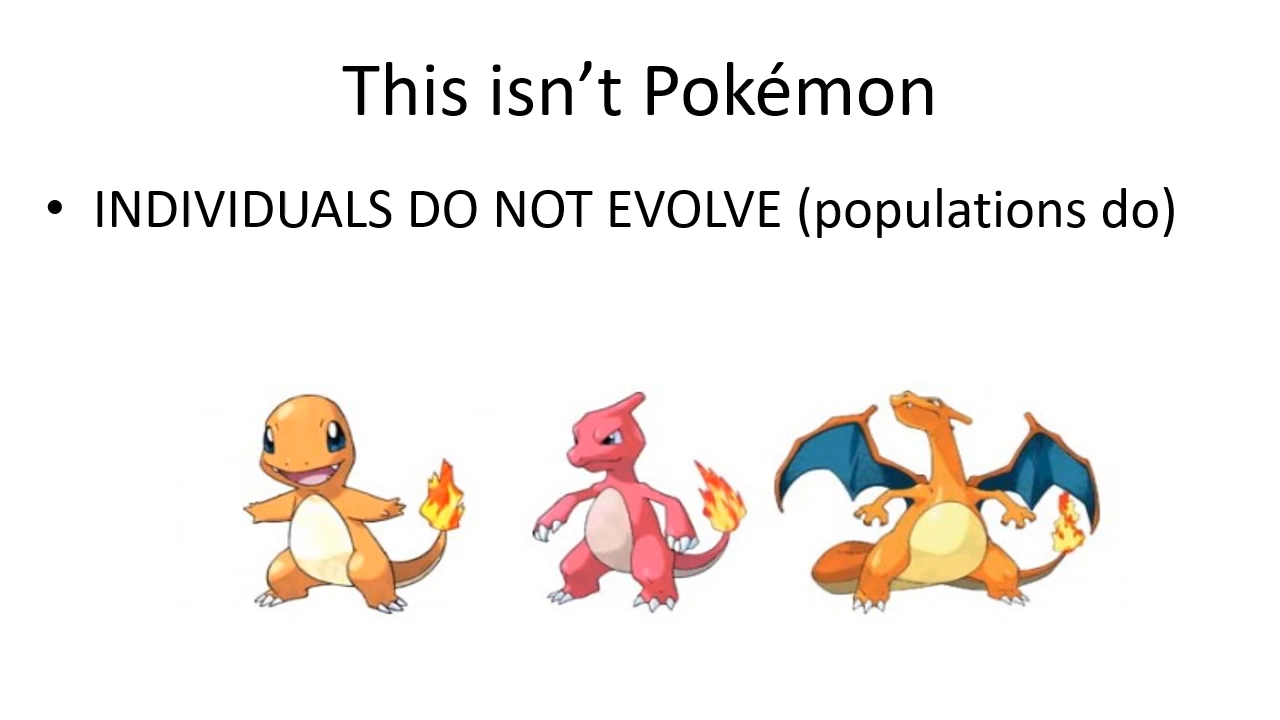 This isn’t Pokémon
• INDIVIDUALS DO NOT EVOLVE (populations do)